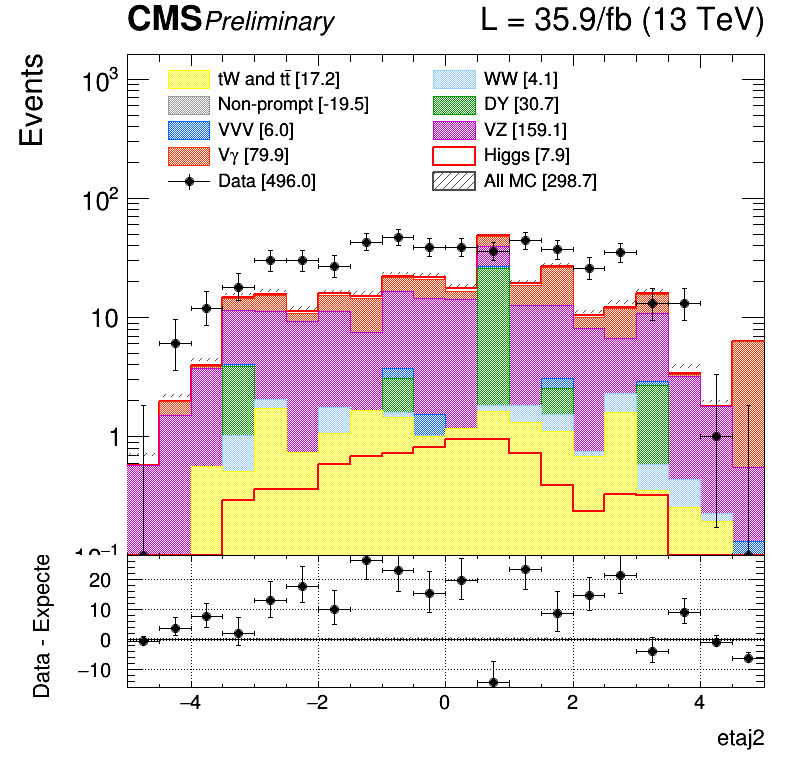 CMS Preliminary L = 35.9/fb (13 TeV)
Events
10³
10²
10
1
10⁻¹
tW and tt̄ [17.2]
Non-prompt [-19.5]
VVV [6.0]
Vγ [79.9]
Data [496.0]
WW [4.1]
DY [30.7]
VZ [159.1]
Higgs [7.9]
All MC [298.7]
Data - Expecte
20
10
0
−10
−4 −2 0 2 4
etaj2